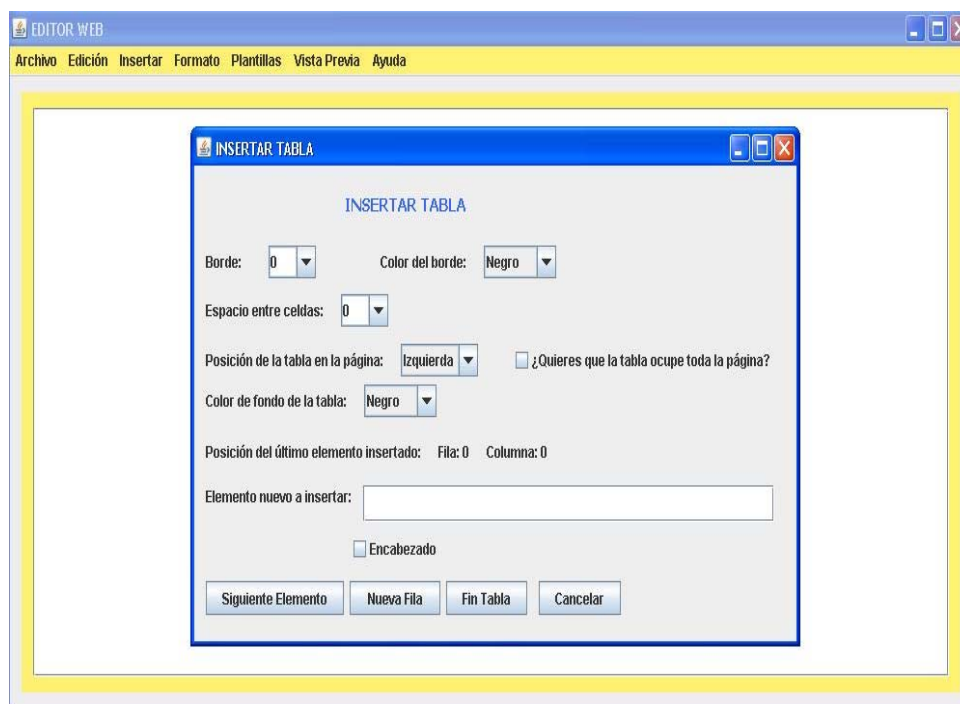 EDITOR WEB
Archivo Edición Insertar Formato Plantillas Vista Previa Ayuda
INSERTAR TABLA
INSERTAR TABLA
Borde: 0 Color del borde: Negro
Espacio entre celdas: 0
Posición de la tabla en la página: Izquierda ¿Quieres que la tabla ocupe toda la página?
Color de fondo de la tabla: Negro
Posición del último elemento insertado: Fila: 0 Columna: 0
Elemento nuevo a insertar:
Encabezado
Siguiente Elemento Nueva Fila Fin Tabla Cancelar